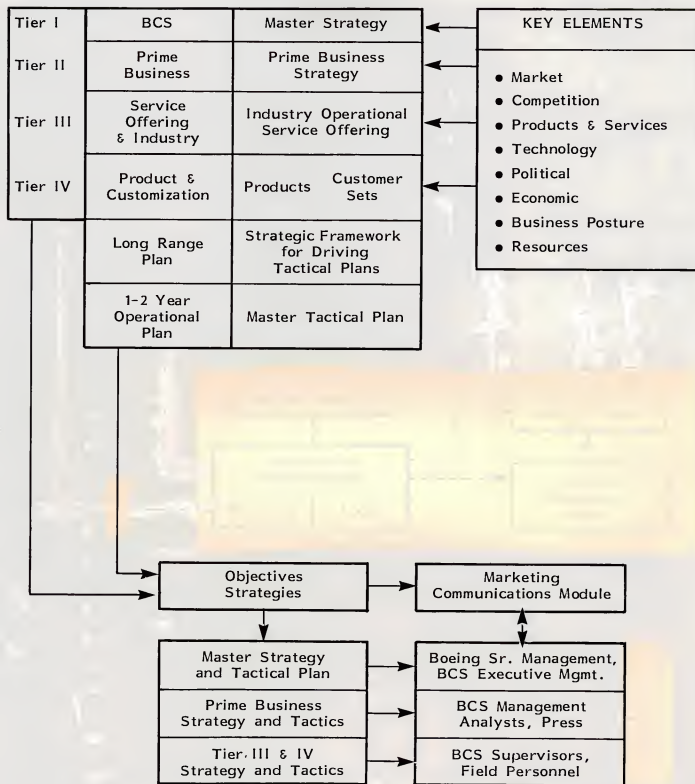 Tier I
BCS
Master Strategy
KEY ELEMENTS
Tier II
Prime
Business
Prime Business
Strategy
Tier III
Service
Offering
& Industry
Industry Operational
Service Offering
Tier IV
Product &
Customization
Products Customer
Sets
Long Range
Plan
Strategic Framework
for Driving
Tactical Plans
1-2 Year
Operational
Plan
Master Tactical Plan
• Market
• Competition
• Products & Services
• Technology
• Political
• Economic
• Business Posture
• Resources
Objectives
Strategies
Marketing
Communications Module
Master Strategy
and Tactical Plan
Boeing Sr. Management,
BCS Executive Mgmt.
Prime Business
Strategy and Tactics
BCS Management
Analysts, Press
Tier III & IV
Strategy and Tactics
BCS Supervisors,
Field Personnel